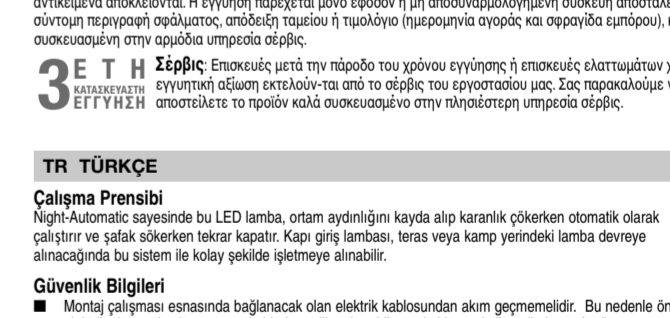 αντικείμενα αποκλείονται. Η εγγύηση παρέχεται μόνο εφόσον η μη αποσυναρμολογημένη συσκευή
σύντομη περιγραφή σφάλματος, απόδειξη ταμείου ή τιμολόγιο (ημερομηνία αγοράς και σφραγίδα εμπόρου),
συσκευασμένη στην αρμόδια υπηρεσία σέρβις.
3 ΕΤΗ ΚΑΤΑΣΚΕΥΑΣΤΗ ΕΓΓΥΗΣΗ
Σέρβις: Επισκευές μετά την πάροδο του χρόνου εγγύησης ή επισκευές ελαττωμάτων
εγγυητική αξίωση εκτελούν-ται από το σέρβις του εργοστασίου μας. Σας παρακαλούμε
αποστείλετε το προϊόν καλά συσκευασμένο στην πλησιέστερη υπηρεσία σέρβις.
TR TÜRKÇE
Çalışma Prensibi
Night-Automatic sayesinde bu LED lamba, ortam aydınlığını kayda alıp karanlık çökerken otomatik olarak
çalıştırır ve şafak sökerken tekrar kapatır. Kapı giriş lambası, teras veya kamp yerindeki lamba devreye
alınacağında bu sistem ile kolay şekilde işletmeye alınabilir.
Güvenlik Bilgileri
■ Montaj çalışması esnasında bağlanacak olan elektrik kablosundan akım geçmemelidir. Bu nedenle